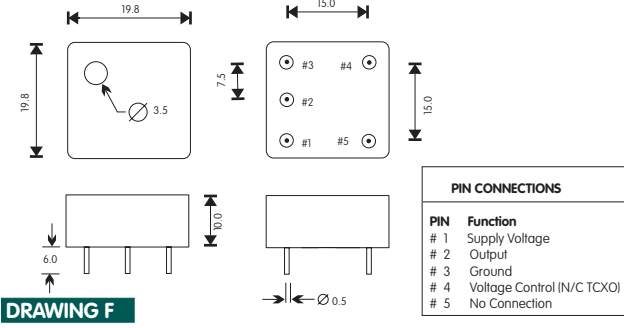 19.8
15.0
19.8
3.5
7.5
#3
#4
#2
#1
#5
15.0
10.0
6.0
Ø 0.5
PIN CONNECTIONS
PIN Function
# 1 Supply Voltage
# 2 Output
# 3 Ground
# 4 Voltage Control (N/C TCXO)
# 5 No Connection
DRAWING F